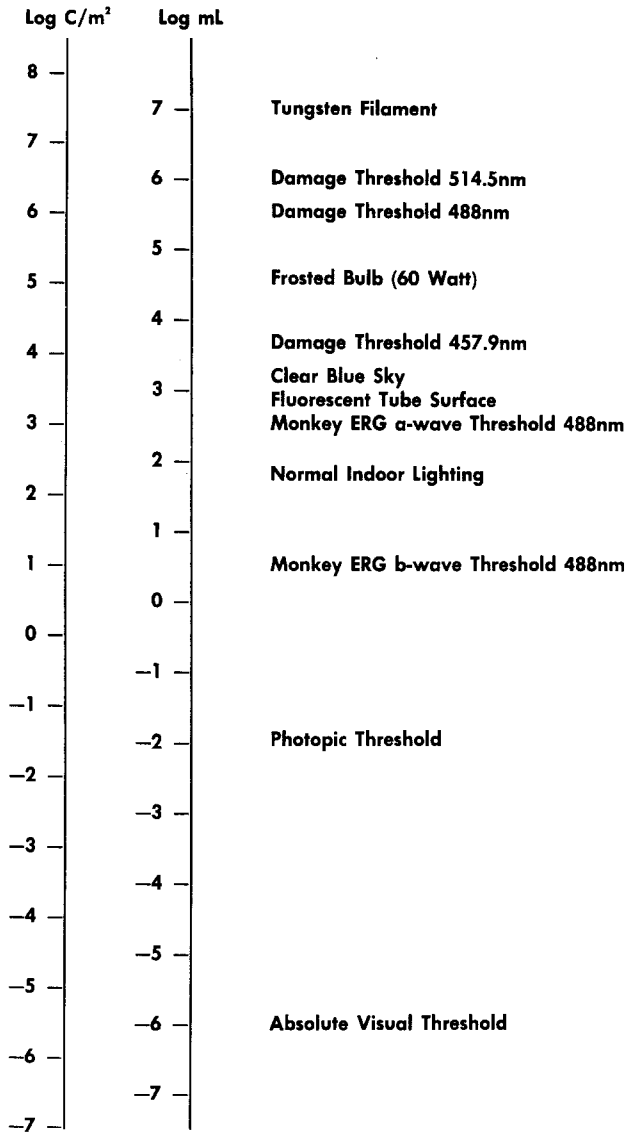 Log C/m² Log mL
8 —
7 — Tungsten Filament
7 —
6 — Damage Threshold 514.5nm
6 — Damage Threshold 488nm
5 —
5 — Frosted Bulb (60 Watt)
4 —
4 — Damage Threshold 457.9nm
Clear Blue Sky
3 —
Fluorescent Tube Surface
3 — Monkey ERG a-wave Threshold 488nm
2 —
Normal Indoor Lighting
2 —
1 —
1 — Monkey ERG b-wave Threshold 488nm
0 —
0 —
—1 —
—1 —
—2 — Photopic Threshold
—2 —
—3 —
—3 —
—4 —
—4 —
—5 —
—5 —
—6 — Absolute Visual Threshold
—6 —
—7 —
—7 —